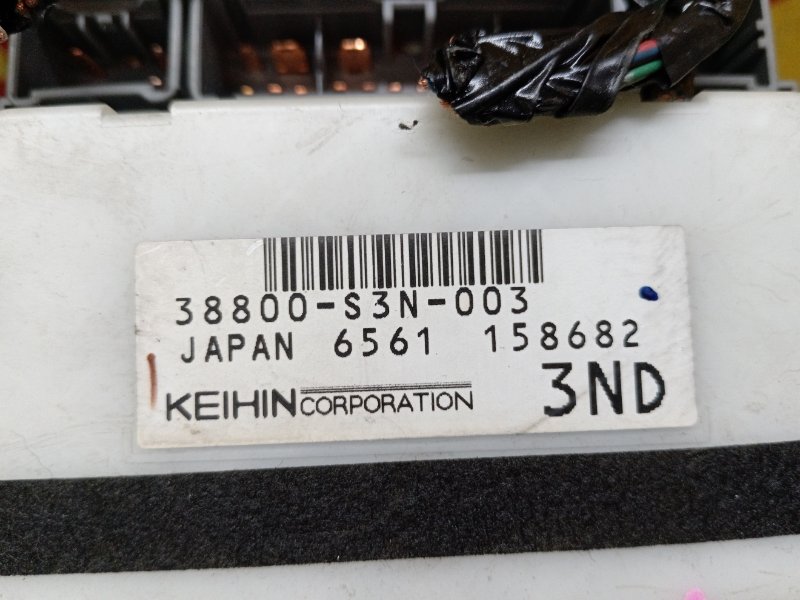 38800-S3N-003
JAPAN 6561 158682
KEIHIN CORPORATION 3ND